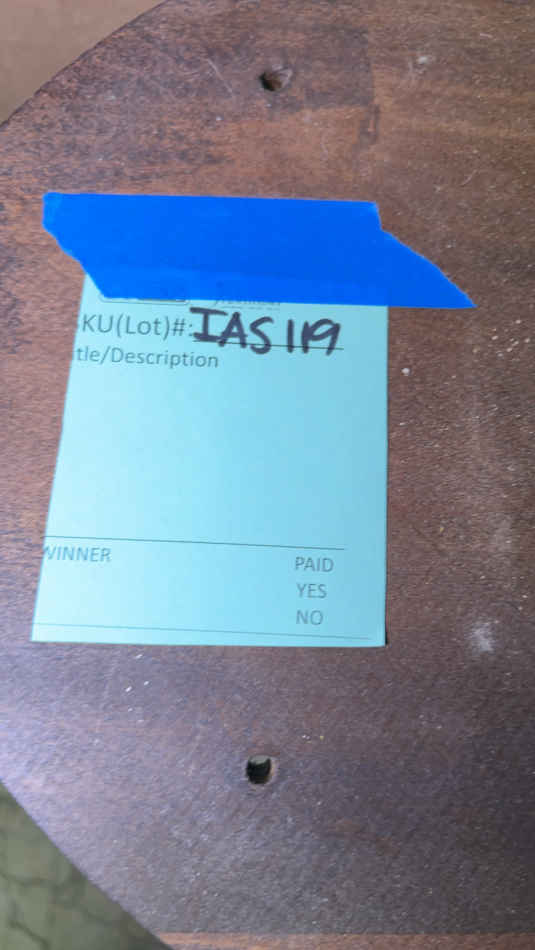 KU(Lot)#: IAS119
tle/Description
WINNER
PAID
YES
NO